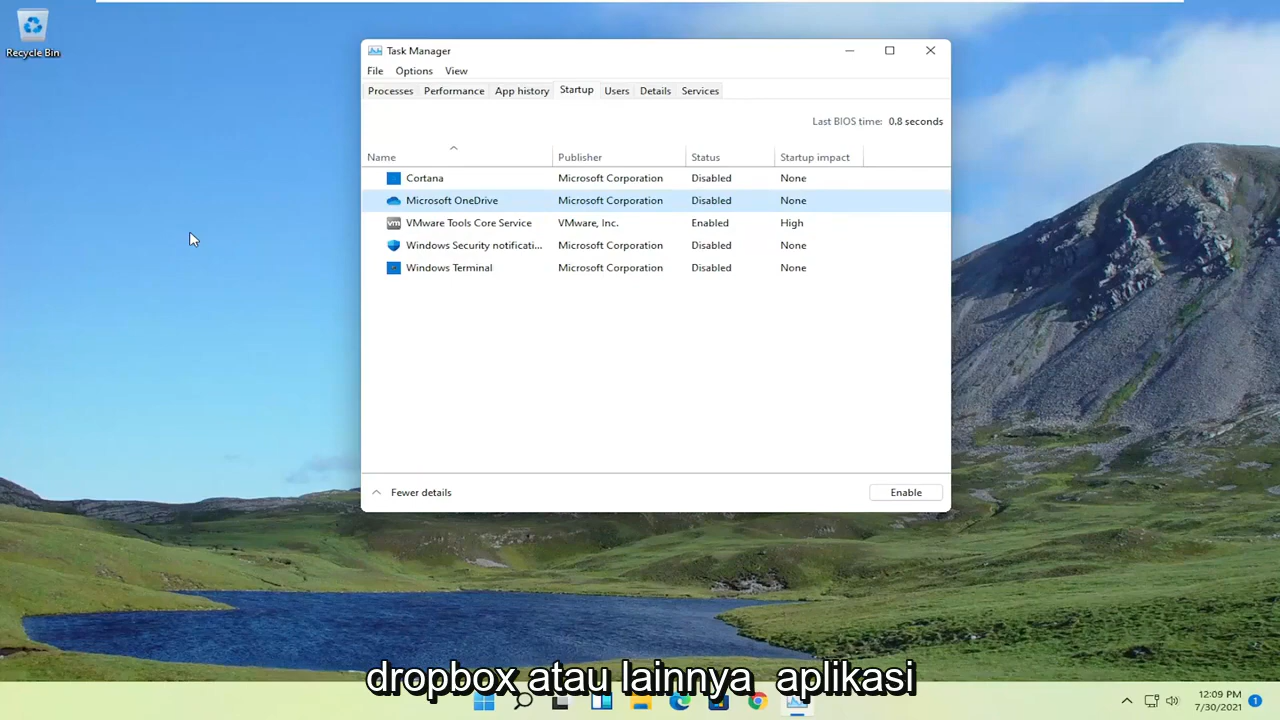 Recycle Bin
Task Manager
File Options View
Processes Performance App history Startup Users Details Services
Last BIOS time: 0.8 seconds
Name Publisher Status Startup impact
Cortana Microsoft Corporation Disabled None
Microsoft OneDrive Microsoft Corporation Disabled None
vm VMware Tools Core Service VMware, Inc. Enabled High
Windows Security notificati... Microsoft Corporation Disabled None
Windows Terminal Microsoft Corporation Disabled None
Fewer details Enable
dropbox atau lainnya aplikasi
12:09 PM
7/30/2021
1